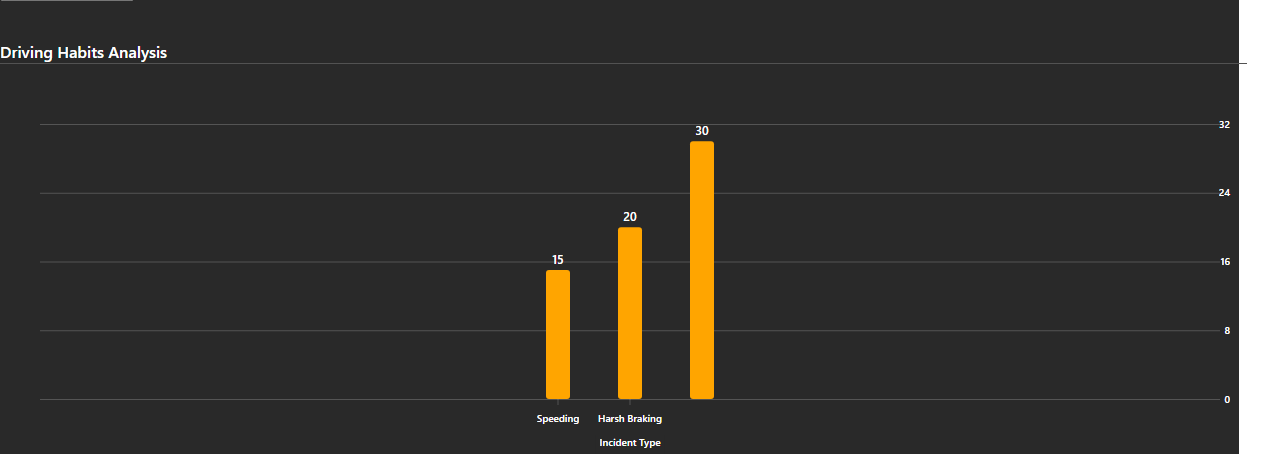 Driving Habits Analysis
32
30
24
20
16
15
8
0
Speeding Harsh Braking
Incident Type